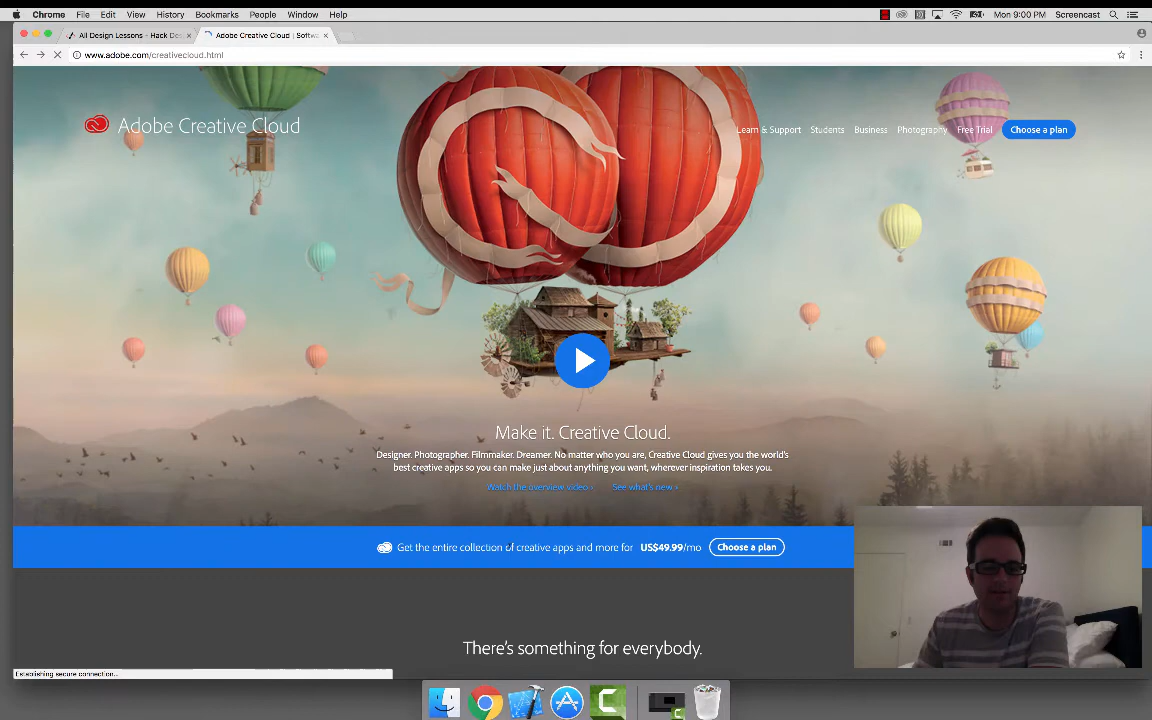 Chrome File Edit View History Bookmarks People Window Help Mon 9:00 PM Screencast
All Design Lessons - Hack Des Adobe Creative Cloud | Softwa
www.adobe.com/creativecloud.html
Adobe Creative Cloud
Learn & Support Students Business Photography Free Trial Choose a plan
Make it. Creative Cloud.
Designer. Photographer. Filmmaker. Dreamer. No matter who you are, Creative Cloud gives you the world's
best creative apps so you can make just about anything you want, wherever inspiration takes you.
Watch the overview video › See what's new ›
Get the entire collection of creative apps and more for US$49.99/mo Choose a plan
There's something for everybody.
Establishing secure connection...